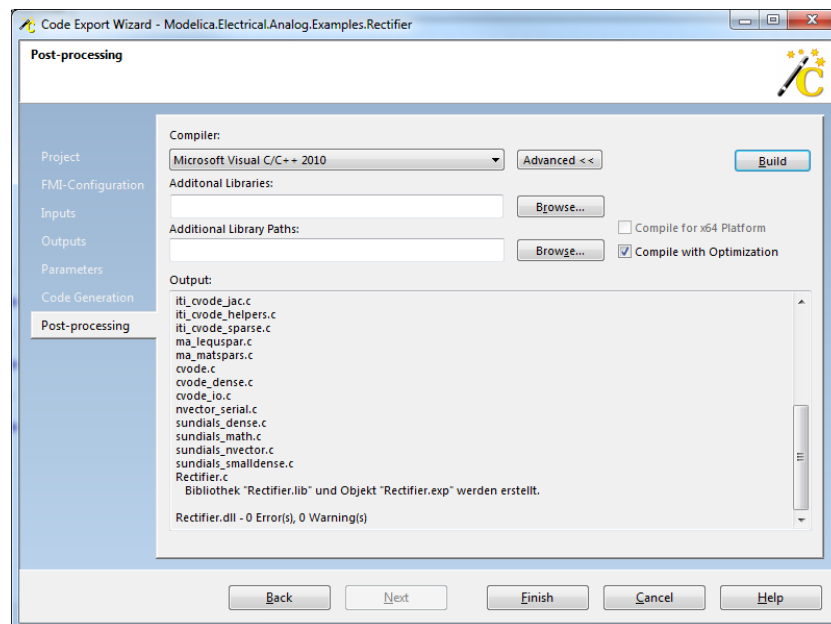 Code Export Wizard - Modelica.Electrical.Analog.Examples.Rectifier
Post-processing
Project
FMI-Configuration
Inputs
Outputs
Parameters
Code Generation
Post-processing
Compiler:
Microsoft Visual C/C++ 2010
Advanced <<
Build
Additonal Libraries:
Browse...
Additional Library Paths:
Browse...
Compile for x64 Platform
Compile with Optimization
Output:
iti_cvode_jac.c
iti_cvode_helpers.c
iti_cvode_sparse.c
ma_lequspar.c
ma_matspars.c
cvode.c
cvode_dense.c
cvode_io.c
nvector_serial.c
sundials_dense.c
sundials_math.c
sundials_nvector.c
sundials_smalldense.c
Rectifier.c
Bibliothek "Rectifier.lib" und Objekt "Rectifier.exp" werden erstellt.
Rectifier.dll - 0 Error(s), 0 Warning(s)
Back
Next
Finish
Cancel
Help